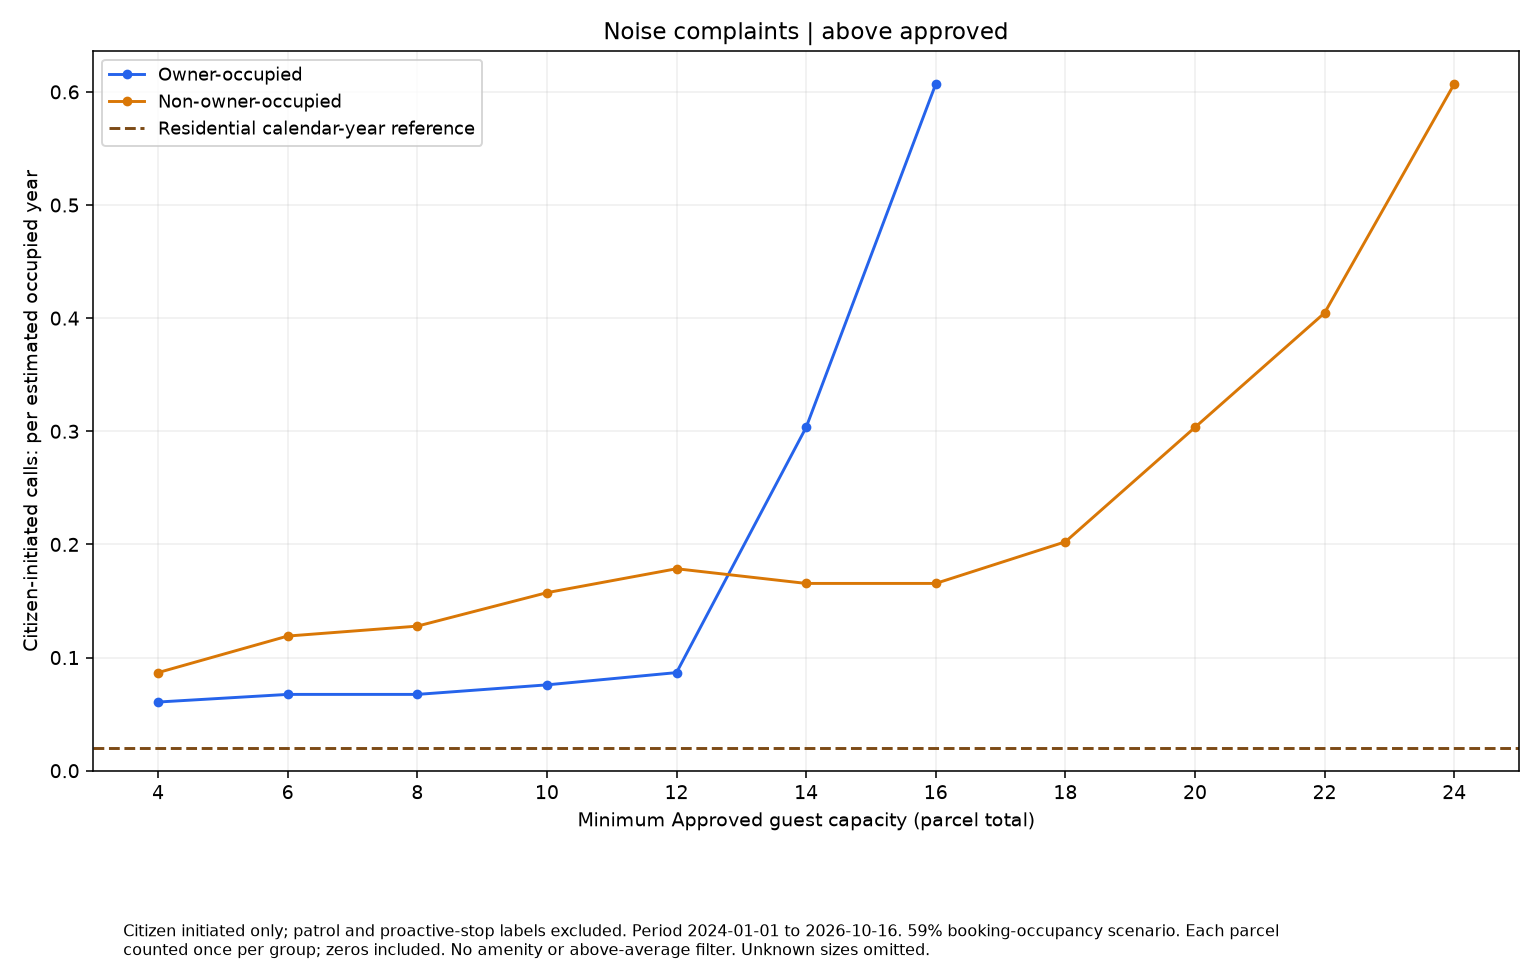 Noise complaints | above approved
Owner-occupied
Non-owner-occupied
Residential calendar-year reference
Citizen-initiated calls: per estimated occupied year
0.6
0.5
0.4
0.3
0.2
0.1
0.0
4 6 8 10 12 14 16 18 20 22 24
Minimum Approved guest capacity (parcel total)
Citizen initiated only; patrol and proactive-stop labels excluded. Period 2024-01-01 to 2026-10-16. 59% booking-occupancy scenario. Each parcel
counted once per group; zeros included. No amenity or above-average filter. Unknown sizes omitted.